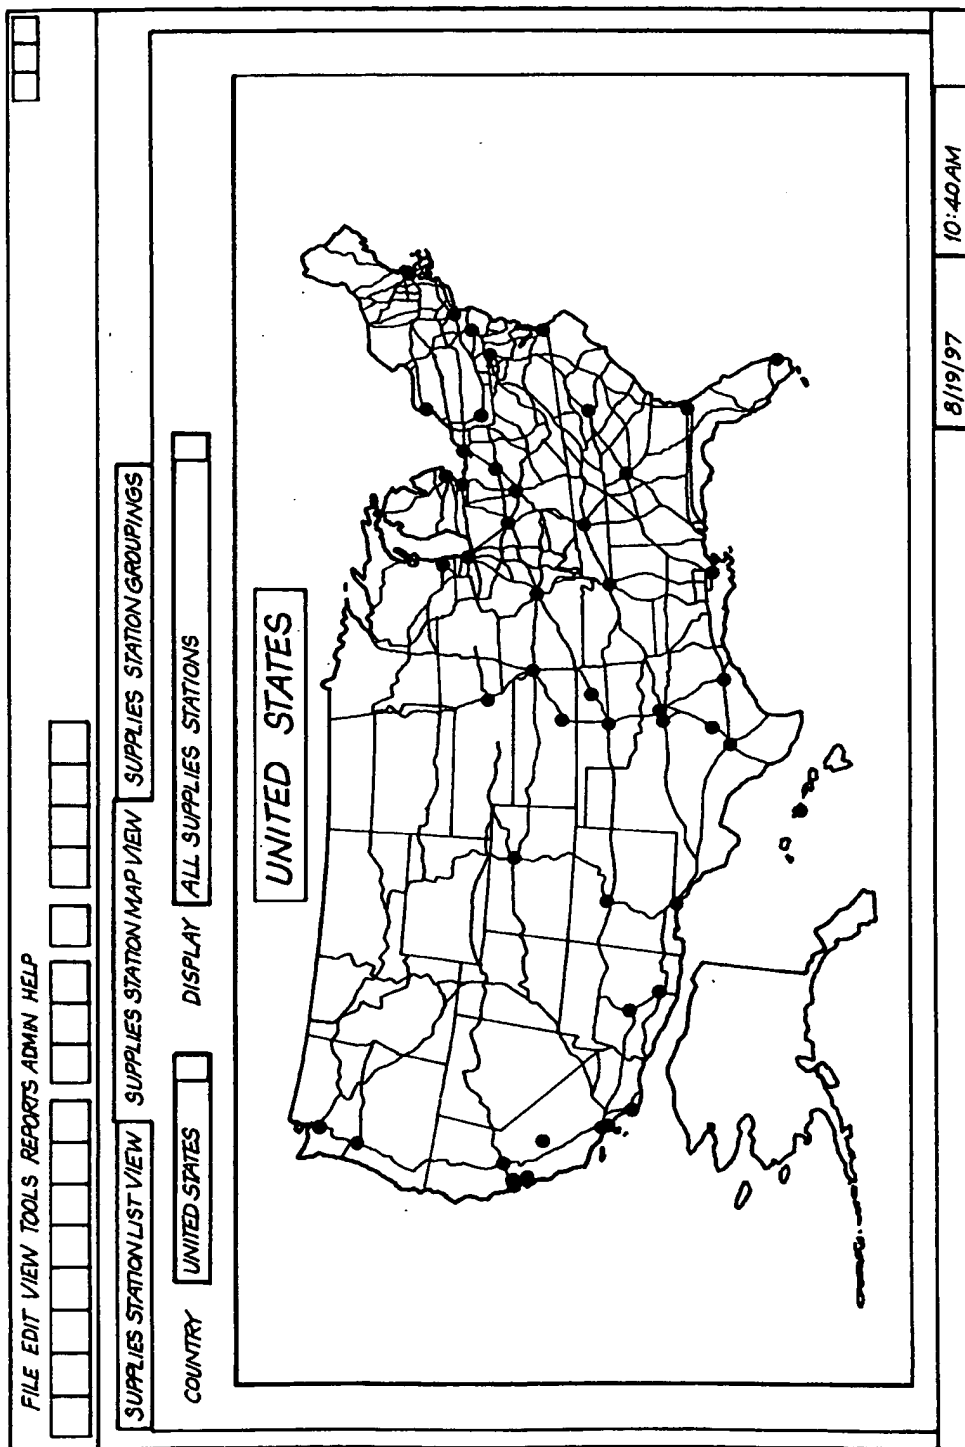 FILE EDIT VIEW TOOLS REPORTS ADMIN HELP
SUPPLIES STATION LIST VIEW SUPPLIES STATION MAP VIEW SUPPLIES STATION GROUPINGS
COUNTRY UNITED STATES DISPLAY ALL SUPPLIES STATIONS
UNITED STATES
8/19/97 10:40AM